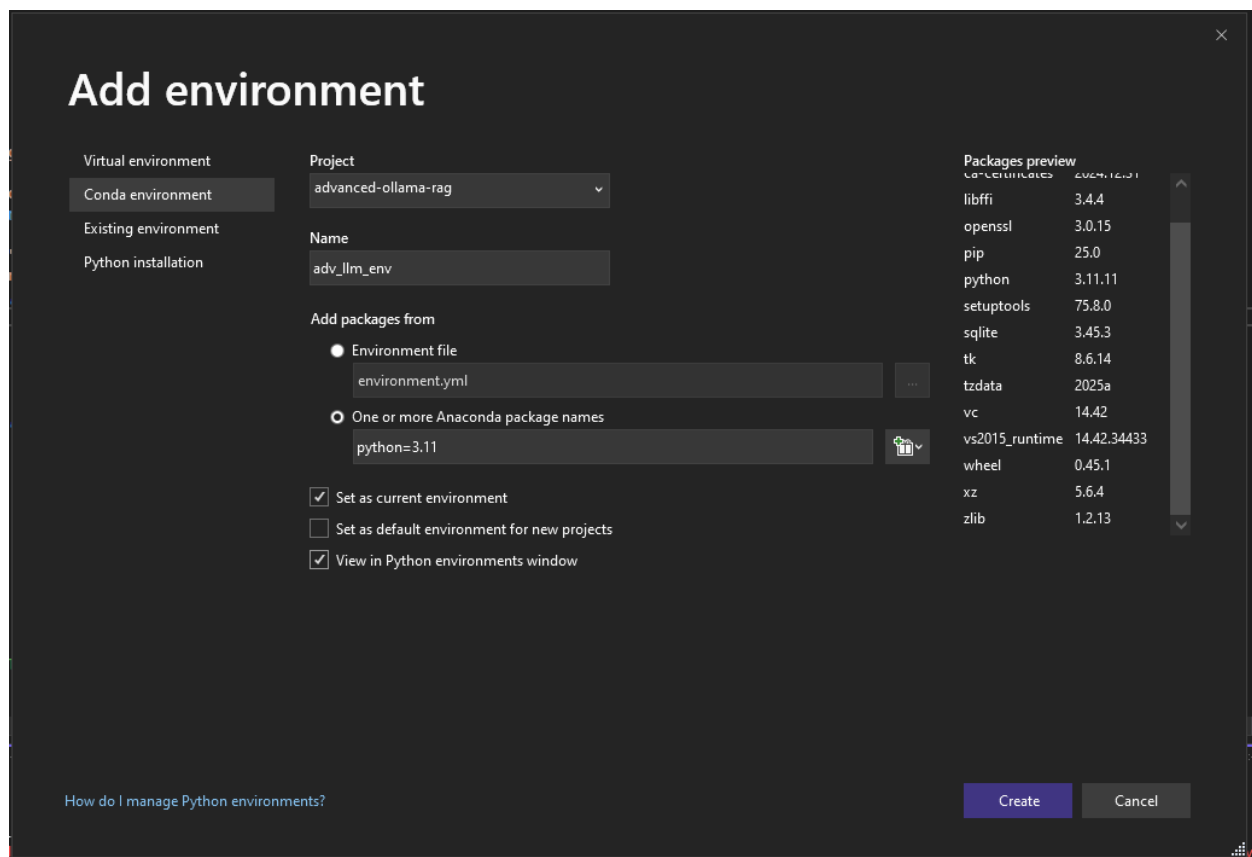 Add environment
Virtual environment
Conda environment
Existing environment
Python installation
Project
advanced-ollama-rag
Name
adv_llm_env
Add packages from
Environment file
environment.yml
...
One or more Anaconda package names
python=3.11
Set as current environment
Set as default environment for new projects
View in Python environments window
Packages preview
ca-certificates 2024.12.31
libffi 3.4.4
openssl 3.0.15
pip 25.0
python 3.11.11
setuptools 75.8.0
sqlite 3.45.3
tk 8.6.14
tzdata 2025a
vc 14.42
vs2015_runtime 14.42.34433
wheel 0.45.1
xz 5.6.4
zlib 1.2.13
How do I manage Python environments?
Create
Cancel